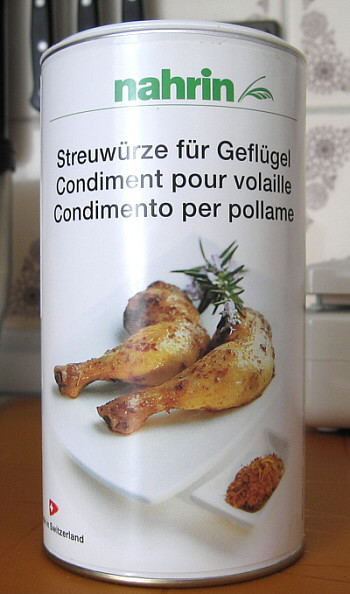 nahrin
Streuwürze für Geflügel
Condiment pour volaille
Condimento per pollame
Switzerland